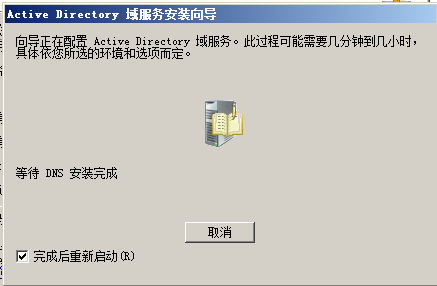 Active Directory 域服务安装向导
向导正在配置 Active Directory 域服务。此过程可能需要几分钟到几小时，
具体依您所选的环境和选项而定。
等待 DNS 安装完成
取消
完成后重新启动(R)